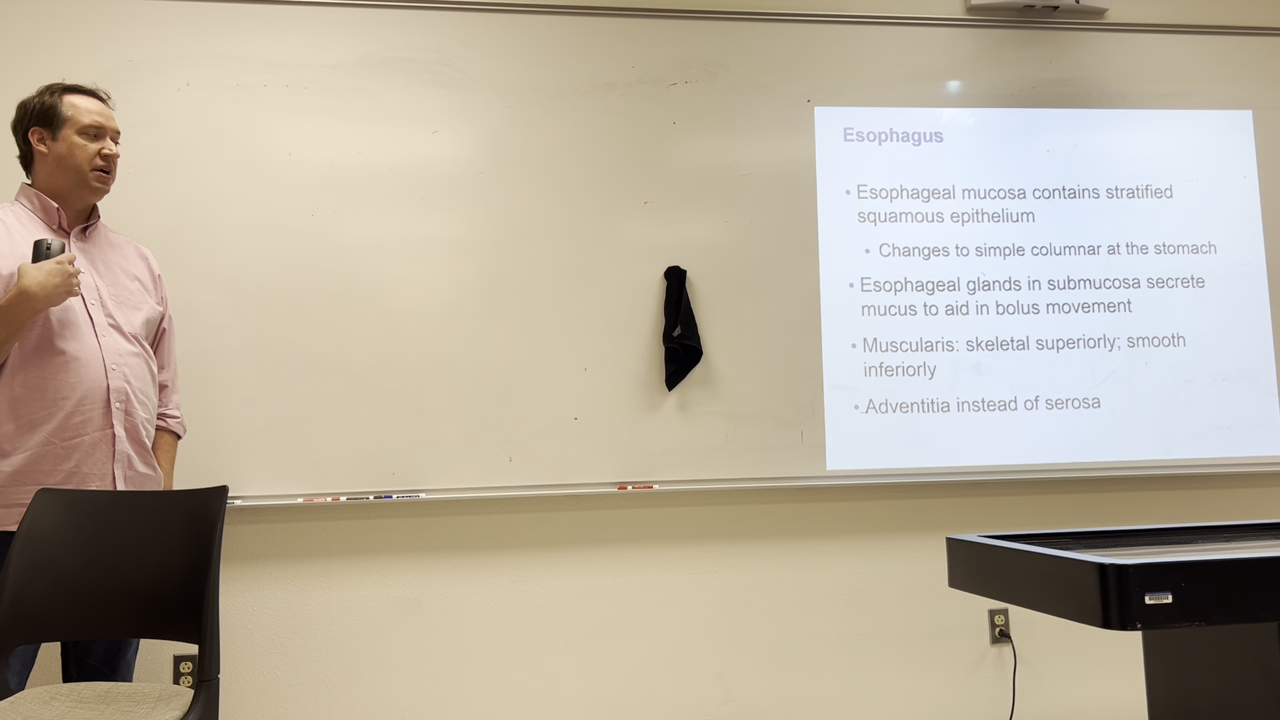 Esophagus
• Esophageal mucosa contains stratified
squamous epithelium
• Changes to simple columnar at the stomach
• Esophageal glands in submucosa secrete
mucus to aid in bolus movement
• Muscularis: skeletal superiorly; smooth
inferiorly
• Adventitia instead of serosa